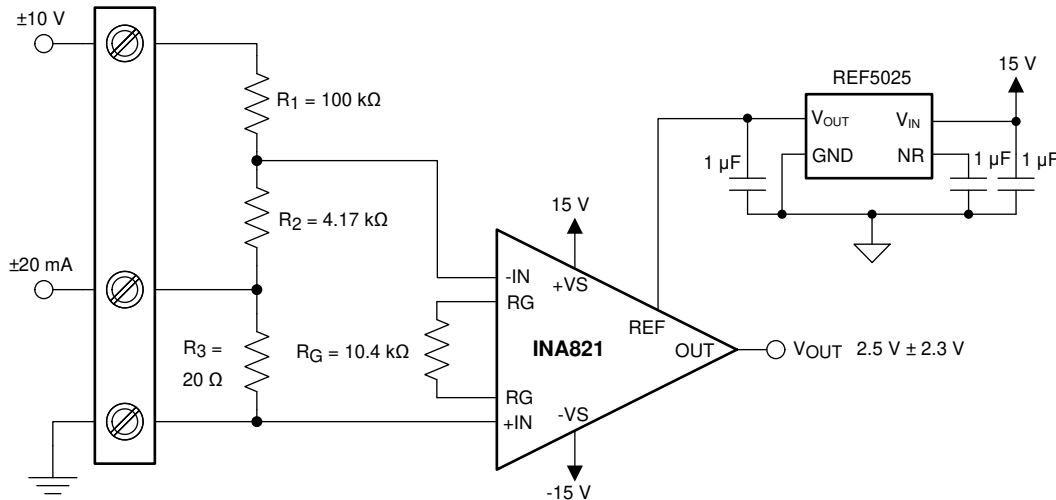 ±10 V
R1 = 100 kΩ
R2 = 4.17 kΩ
±20 mA
R3 =
20 Ω
RG = 10.4 kΩ
REF5025
15 V
VOUT
VIN
GND
NR
1 µF
1 µF
1 µF
15 V
-IN
+VS
RG
REF
INA821
OUT
VOUT 2.5 V ± 2.3 V
RG
-VS
+IN
-15 V